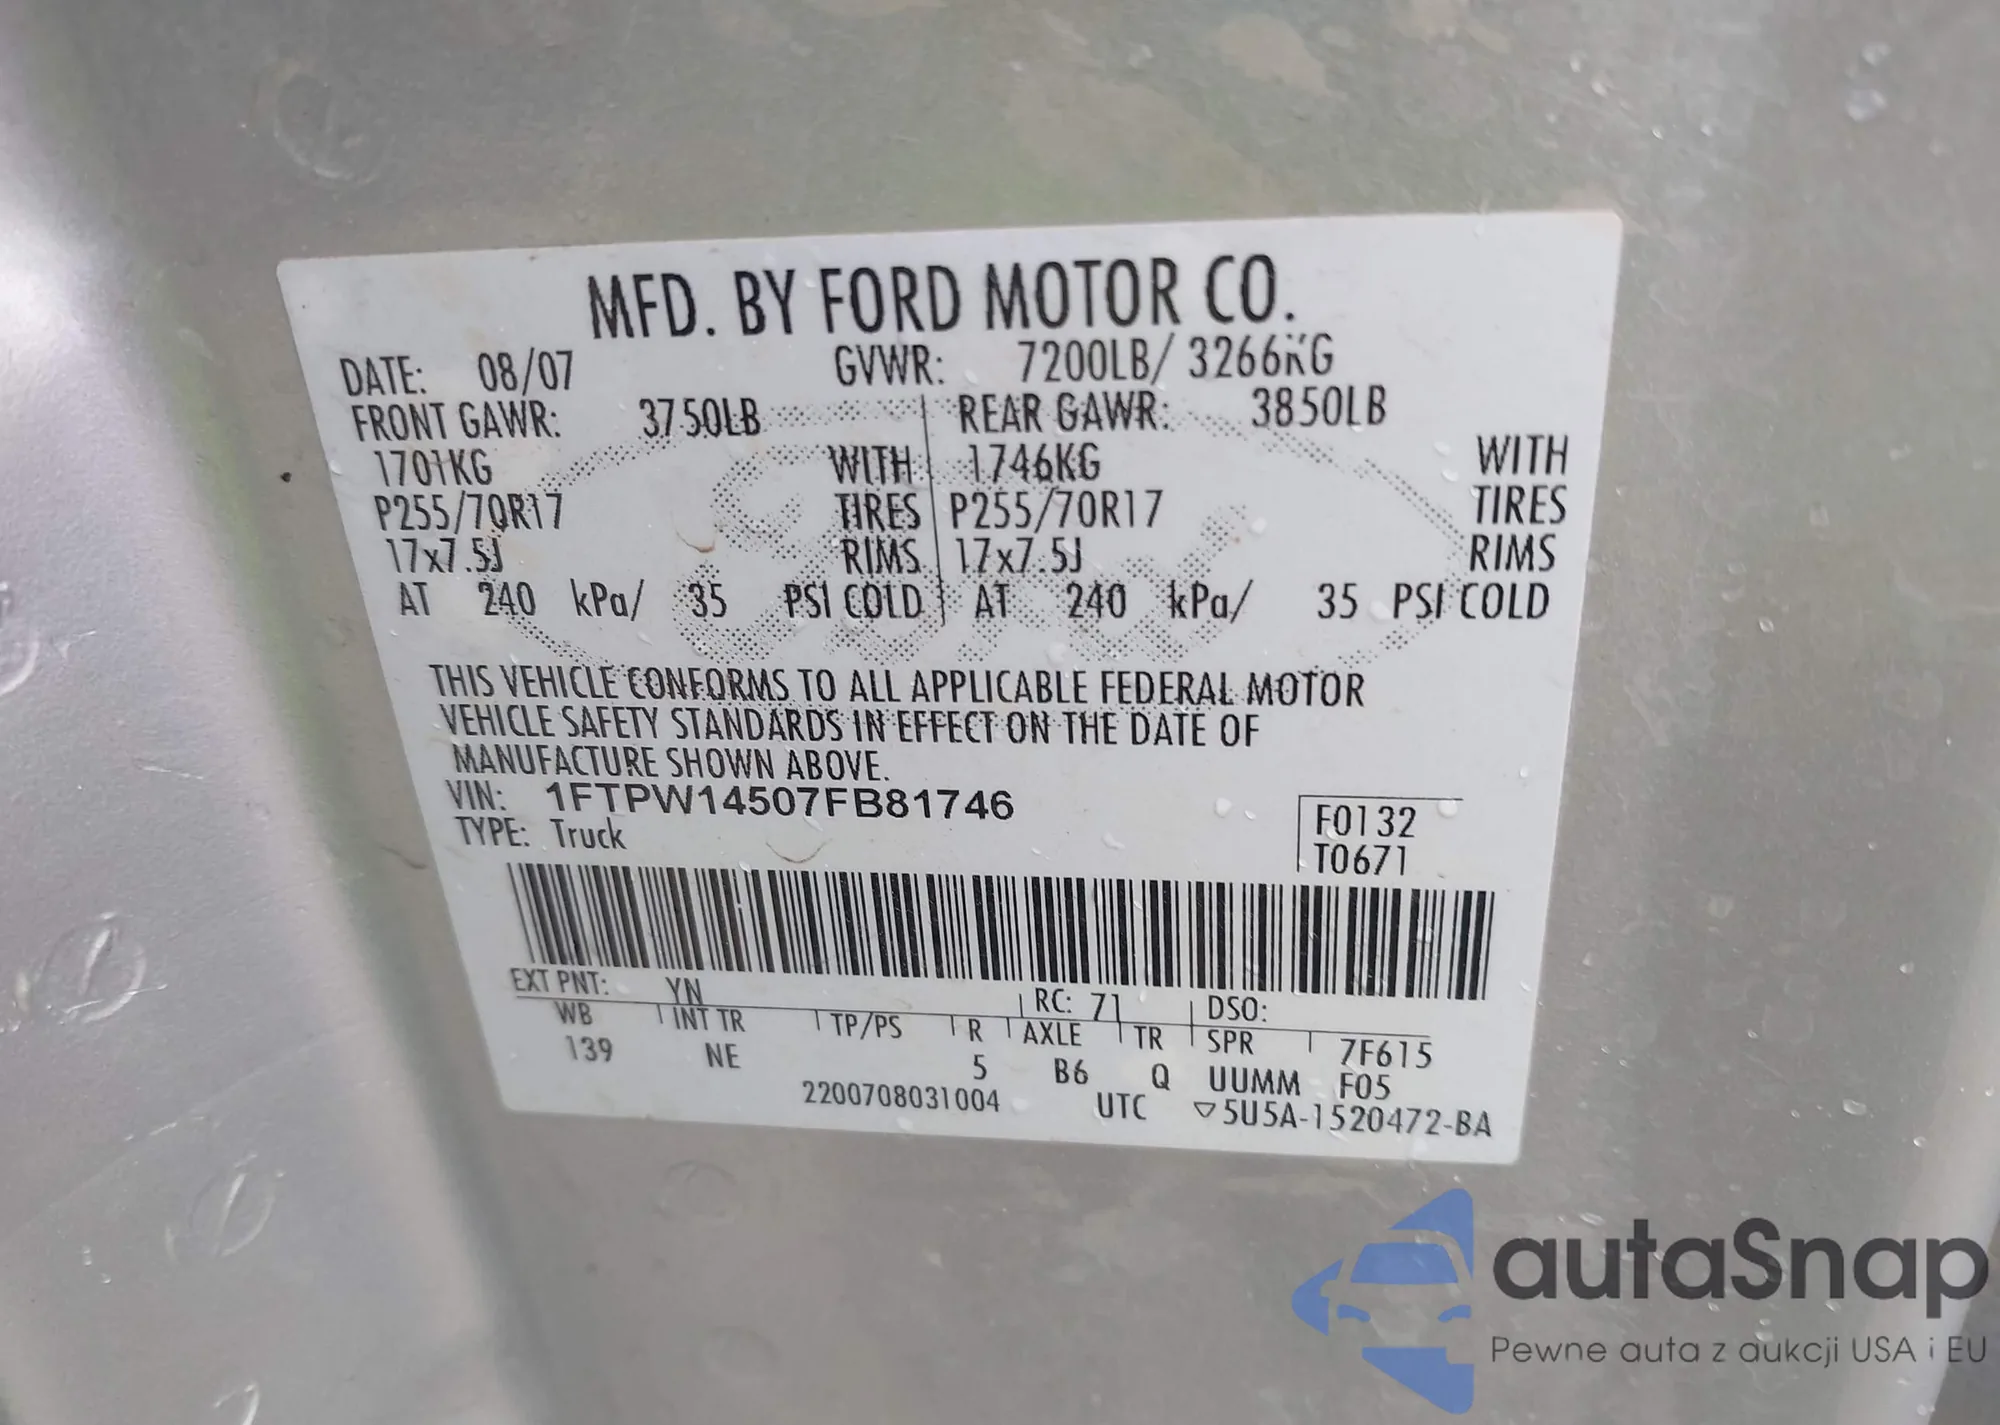 MFD. BY FORD MOTOR CO.
DATE: 08/07 GVWR: 7200LB/ 3266KG
FRONT GAWR: 3750LB REAR GAWR: 3850LB
1701KG WITH 1746KG WITH
P255/70R17 TIRES P255/70R17 TIRES
17x7.5J RIMS 17x7.5J RIMS
AT 240 kPa/ 35 PSI COLD AT 240 kPa/ 35 PSI COLD
THIS VEHICLE CONFORMS TO ALL APPLICABLE FEDERAL MOTOR
VEHICLE SAFETY STANDARDS IN EFFECT ON THE DATE OF
MANUFACTURE SHOWN ABOVE.
VIN: 1FTPW14507FB81746
TYPE: Truck
F0132
T0671
EXT PNT: YN RC: 71 DSO:
WB INT TR TP/PS R AXLE TR SPR 7F615
139 NE 5 B6 Q UUMM F05
2200708031004 UTC ▽5U5A-1520472-BA
autaSnap
Pewne auta z aukcji USA i EU